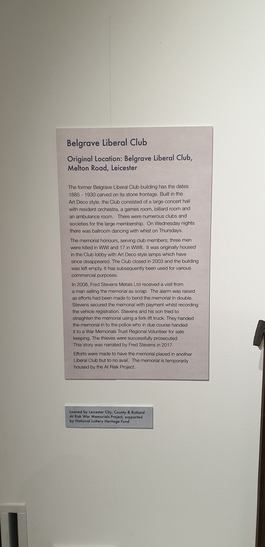 Belgrave Liberal Club
Original Location: Belgrave Liberal Club,
Melton Road, Leicester
The former Belgrave Liberal Club building has the dates
1885 - 1930 carved on its stone frontage. Built in the
Art Deco style, the Club consisted of a large concert hall
with resident orchestra, a games room, billiard room and
an ambulance room. There were numerous clubs and
societies for the large membership. On Wednesday nights
there was ballroom dancing with whist on Thursdays.
The memorial honours, serving club members; three men
were killed in WWI and 17 in WWII. It was originally housed
in the Club lobby with Art Deco style lamps which have
since disappeared. The Club closed in 2003 and the building
was left empty. It has subsequently been used for various
commercial purposes.
In 2008, Fred Stevens Metals Ltd received a visit from
a man selling the memorial as scrap. The alarm was raised
as efforts had been made to bend the memorial in double.
Stevens secured the memorial with payment whilst recording
the vehicle registration. Stevens and his son tried to
straighten the memorial using a fork-lift truck. They handed
the memorial in to the police who in due course handed
it to a War Memorials Trust Regional Volunteer for safe
keeping. The thieves were successfully prosecuted.
This story was narrated by Fred Stevens in 2017.
Efforts were made to have the memorial placed in another
Liberal Club but to no avail. The memorial is temporarily
housed by the At Risk Project.
Loaned by Leicester City, County & Rutland
At Risk War Memorials Project, supported
by National Lottery Heritage Fund